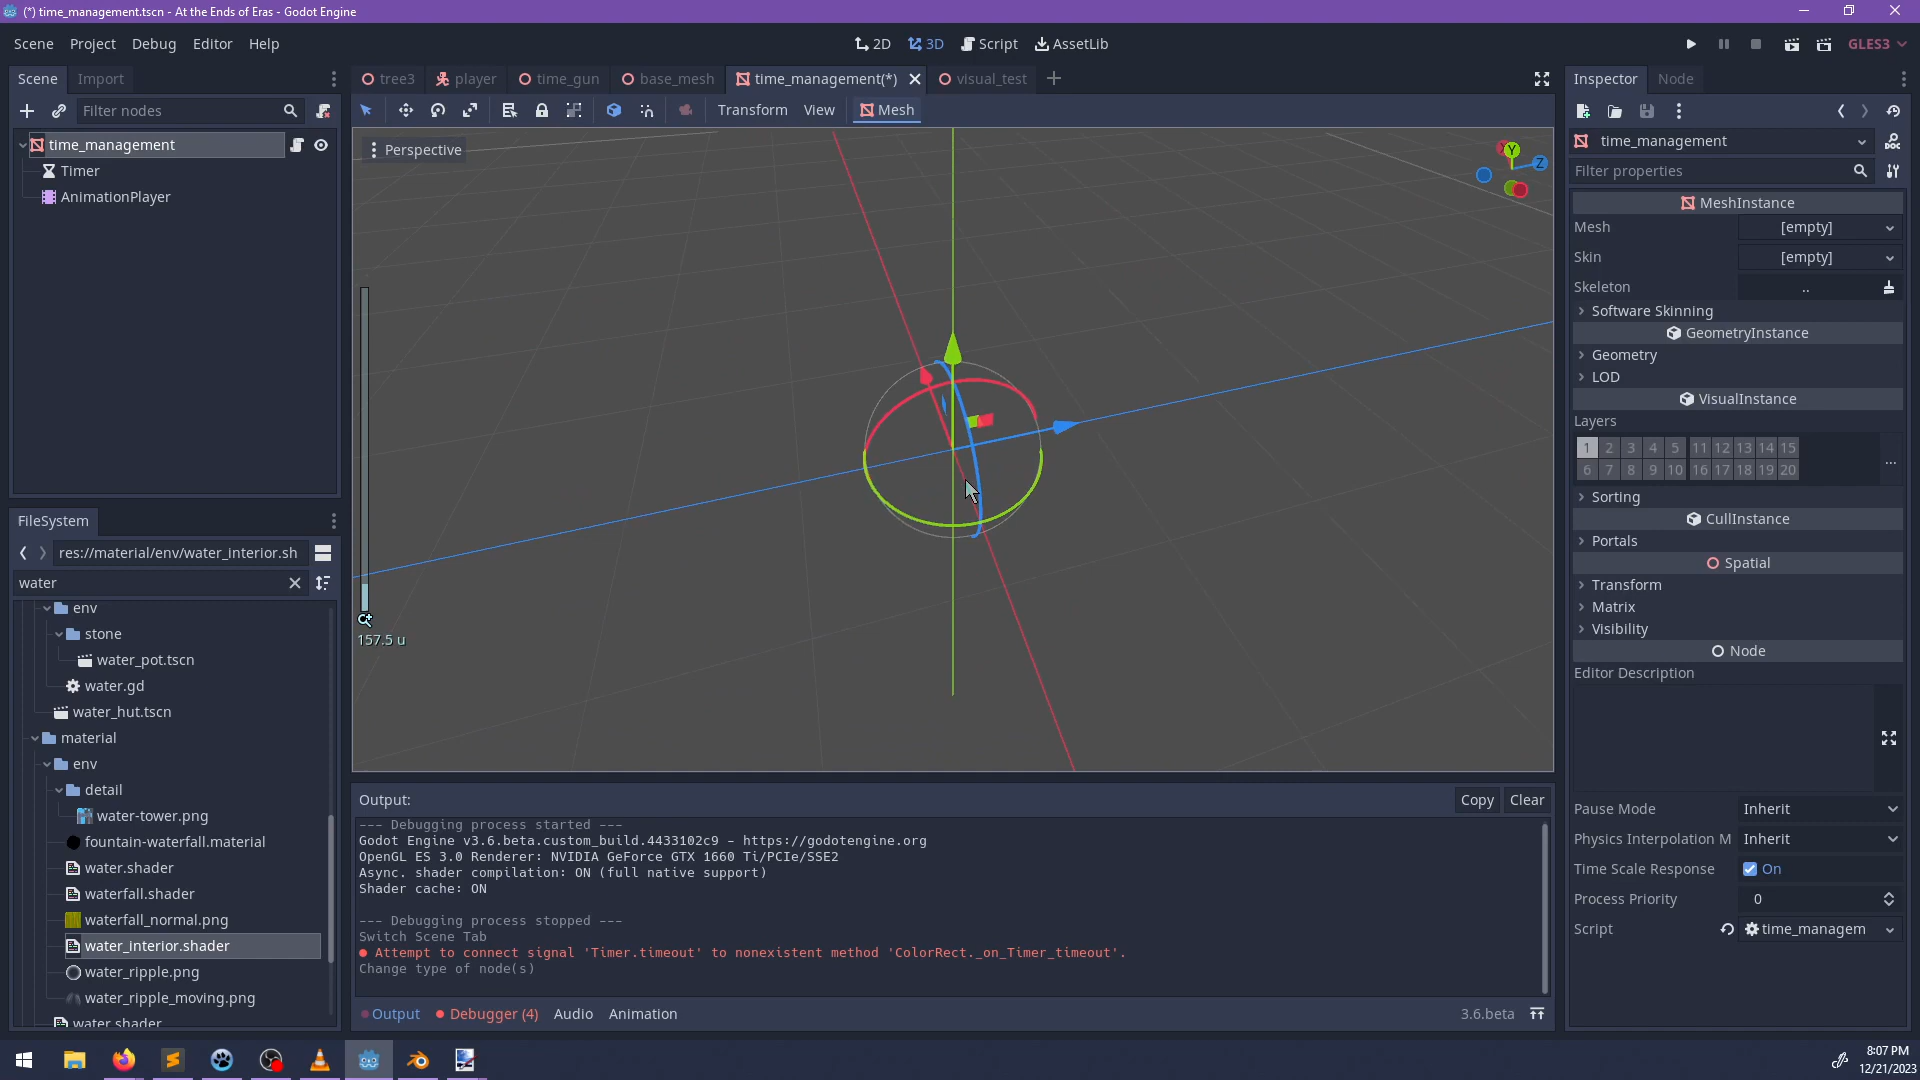 (*) time_management.tscn - At the Ends of Eras - Godot Engine
Scene Project Debug Editor Help
2D 3D Script AssetLib
GLES3
Scene Import
Filter nodes
time_management
Timer
AnimationPlayer
tree3 player time_gun base_mesh time_management(*) visual_test
Transform View Mesh
Perspective
Y
Z
157.5 u
FileSystem
res://material/env/water_interior.sh
water
env
stone
water_pot.tscn
water.gd
water_hut.tscn
material
env
detail
water-tower.png
fountain-waterfall.material
water.shader
waterfall.shader
waterfall_normal.png
water_interior.shader
water_ripple.png
water_ripple_moving.png
water.shader
Output:
Copy Clear
--- Debugging process started ---
Godot Engine v3.6.beta.custom_build.4433102c9 - https://godotengine.org
OpenGL ES 3.0 Renderer: NVIDIA GeForce GTX 1660 Ti/PCIe/SSE2
Async. shader compilation: ON (full native support)
Shader cache: ON
--- Debugging process stopped ---
Switch Scene Tab
Attempt to connect signal 'Timer.timeout' to nonexistent method 'ColorRect._on_Timer_timeout'.
Change type of node(s)
Output Debugger (4) Audio Animation
3.6.beta
Inspector Node
time_management
Filter properties
MeshInstance
Mesh [empty]
Skin [empty]
Skeleton ..
Software Skinning
GeometryInstance
Geometry
LOD
VisualInstance
Layers
1 2 3 4 5 11 12 13 14 15
6 7 8 9 10 16 17 18 19 20
...
Sorting
CullInstance
Portals
Spatial
Transform
Matrix
Visibility
Node
Editor Description
Pause Mode Inherit
Physics Interpolation M Inherit
Time Scale Response On
Process Priority 0
Script time_managem
8:07 PM
12/21/2023